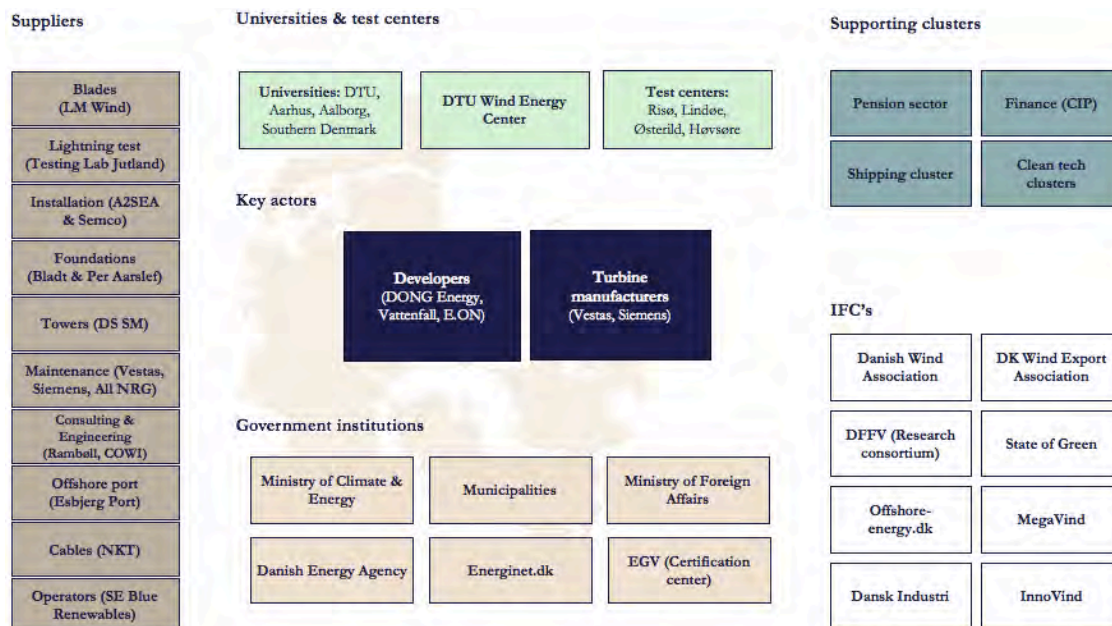 Suppliers
Blades
(LM Wind)
Lightning test
(Testing Lab Jutland)
Installation (A2SEA
& Semco)
Foundations
(Bladt & Per Aarslef)
Towers (DS SM)
Maintenance (Vestas,
Siemens, All NRG)
Consulting &
Engineering
(Rambøll, COWI)
Offshore port
(Esbjerg Port)
Cables (NKT)
Operators (SE Blue
Renewables)
Universities & test centers
Universities: DTU,
Aarhus, Aalborg,
Southern Denmark
DTU Wind Energy
Center
Test centers:
Risø, Lindøe,
Østerild, Høvsøre
Key actors
Developers
(DONG Energy,
Vattenfall, E.ON)
Turbine
manufacturers
(Vestas, Siemens)
Government institutions
Ministry of Climate &
Energy
Municipalities
Ministry of Foreign
Affairs
Danish Energy Agency
Energinet.dk
EGV (Certification
center)
Supporting clusters
Pension sector
Finance (CIP)
Shipping cluster
Clean tech
clusters
IFC's
Danish Wind
Association
DK Wind Export
Association
DFFV (Research
consortium)
State of Green
Offshore-
energy.dk
MegaVind
Dansk Industri
InnoVind